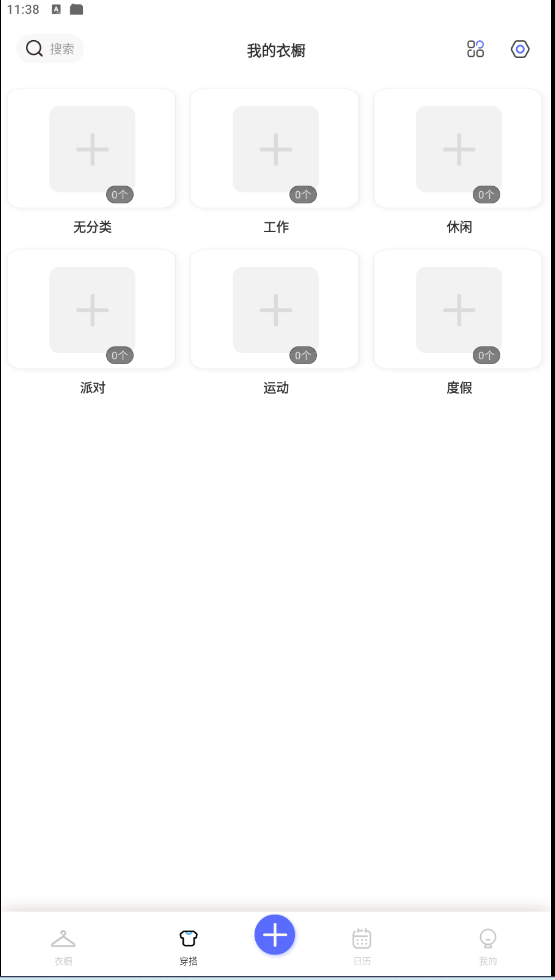 11:38 A
搜索 我的衣橱
0个 0个 0个
无分类 工作 休闲
0个 0个 0个
派对 运动 度假
衣橱 穿搭 日历 我的